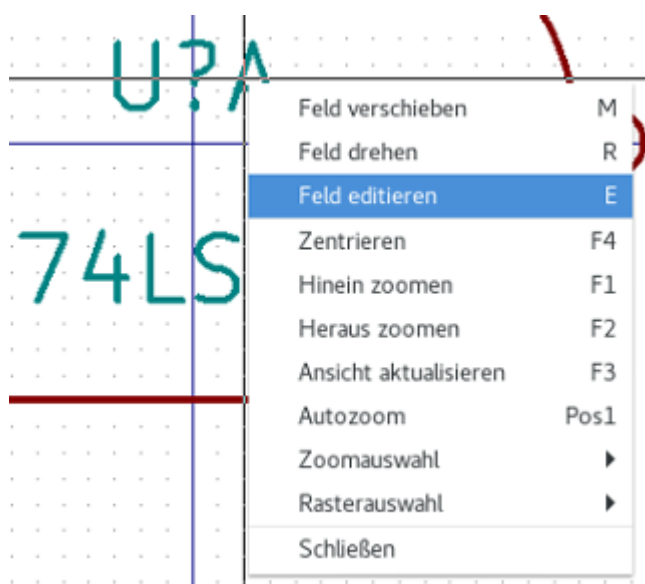 U?A
Feld verschieben M
Feld drehen R
Feld editieren E
74LS
Zentrieren F4
Hinein zoomen F1
Heraus zoomen F2
Ansicht aktualisieren F3
Autozoom Pos1
Zoomauswahl
Rasterauswahl
Schließen